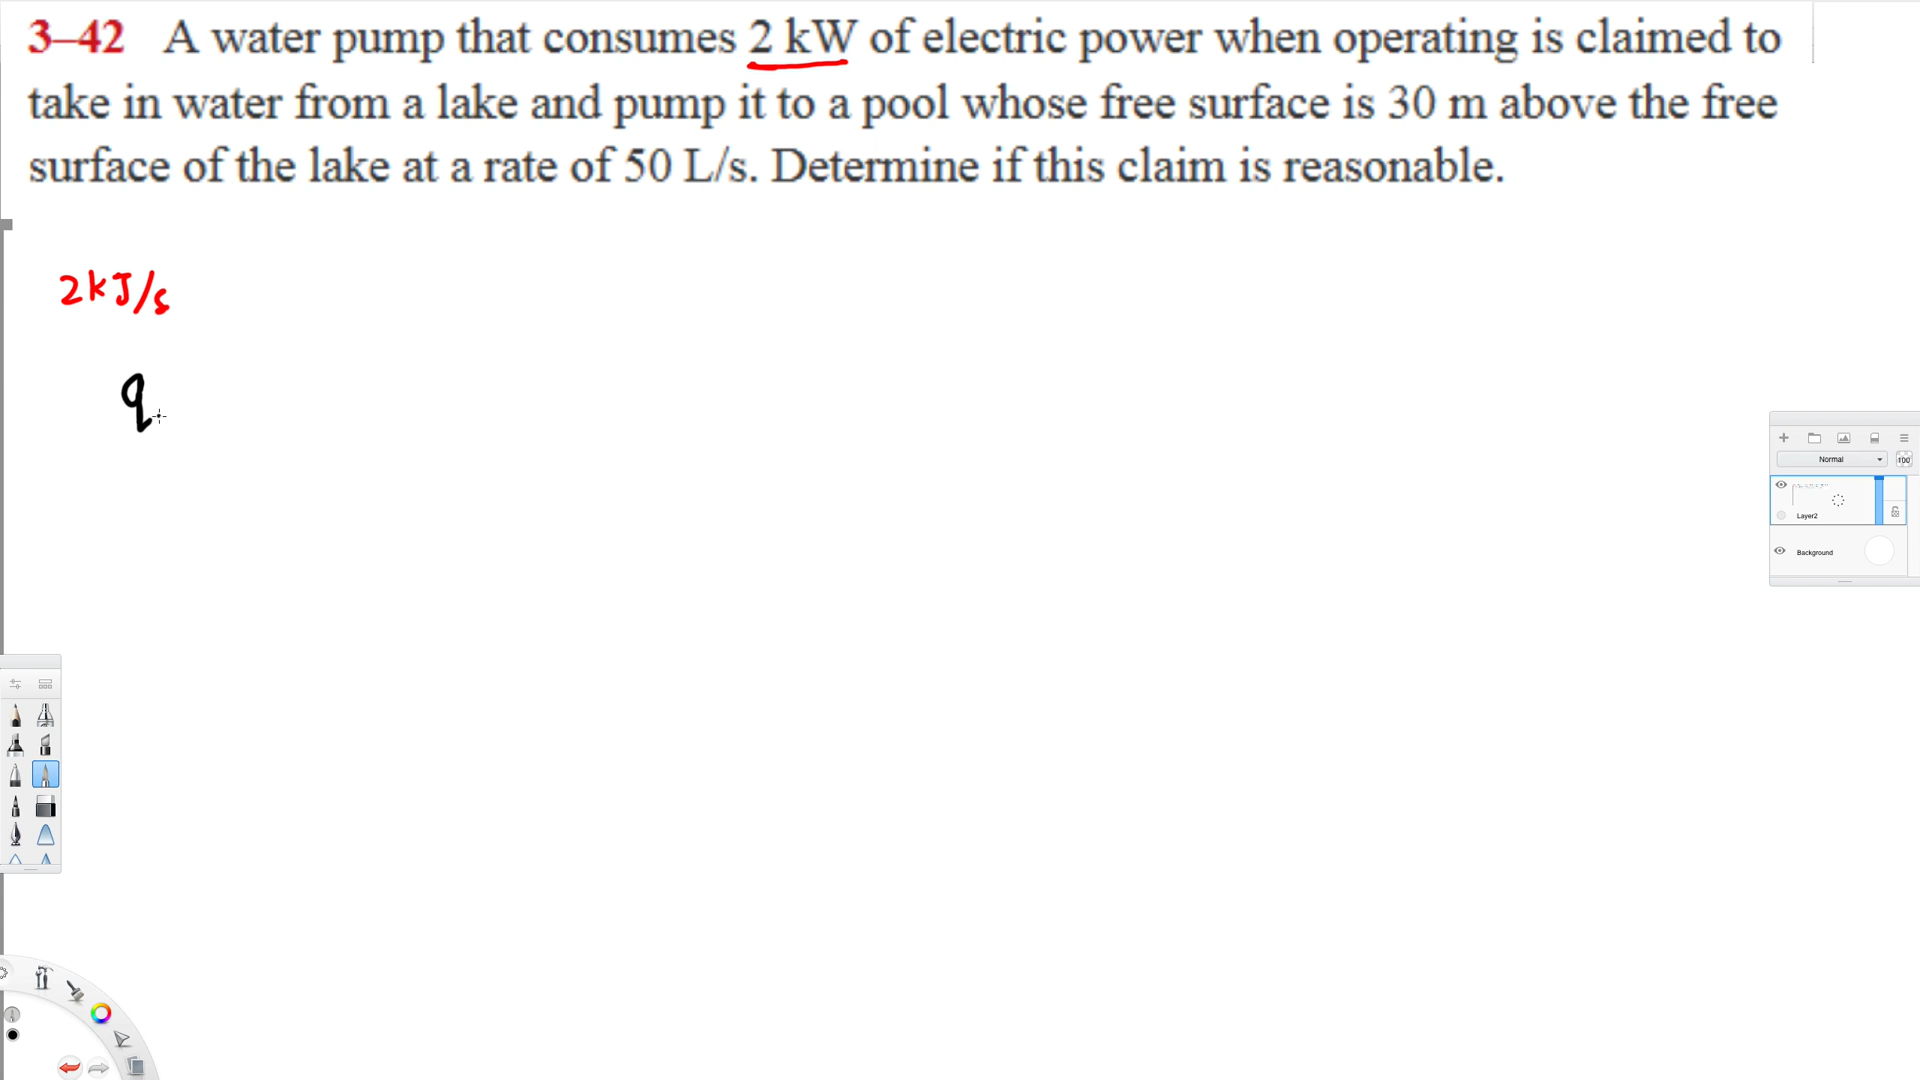 3–42 A water pump that consumes 2 kW of electric power when operating is claimed to
take in water from a lake and pump it to a pool whose free surface is 30 m above the free
surface of the lake at a rate of 50 L/s. Determine if this claim is reasonable.
2kJ/s
q
Normal
100
Layer2
Background